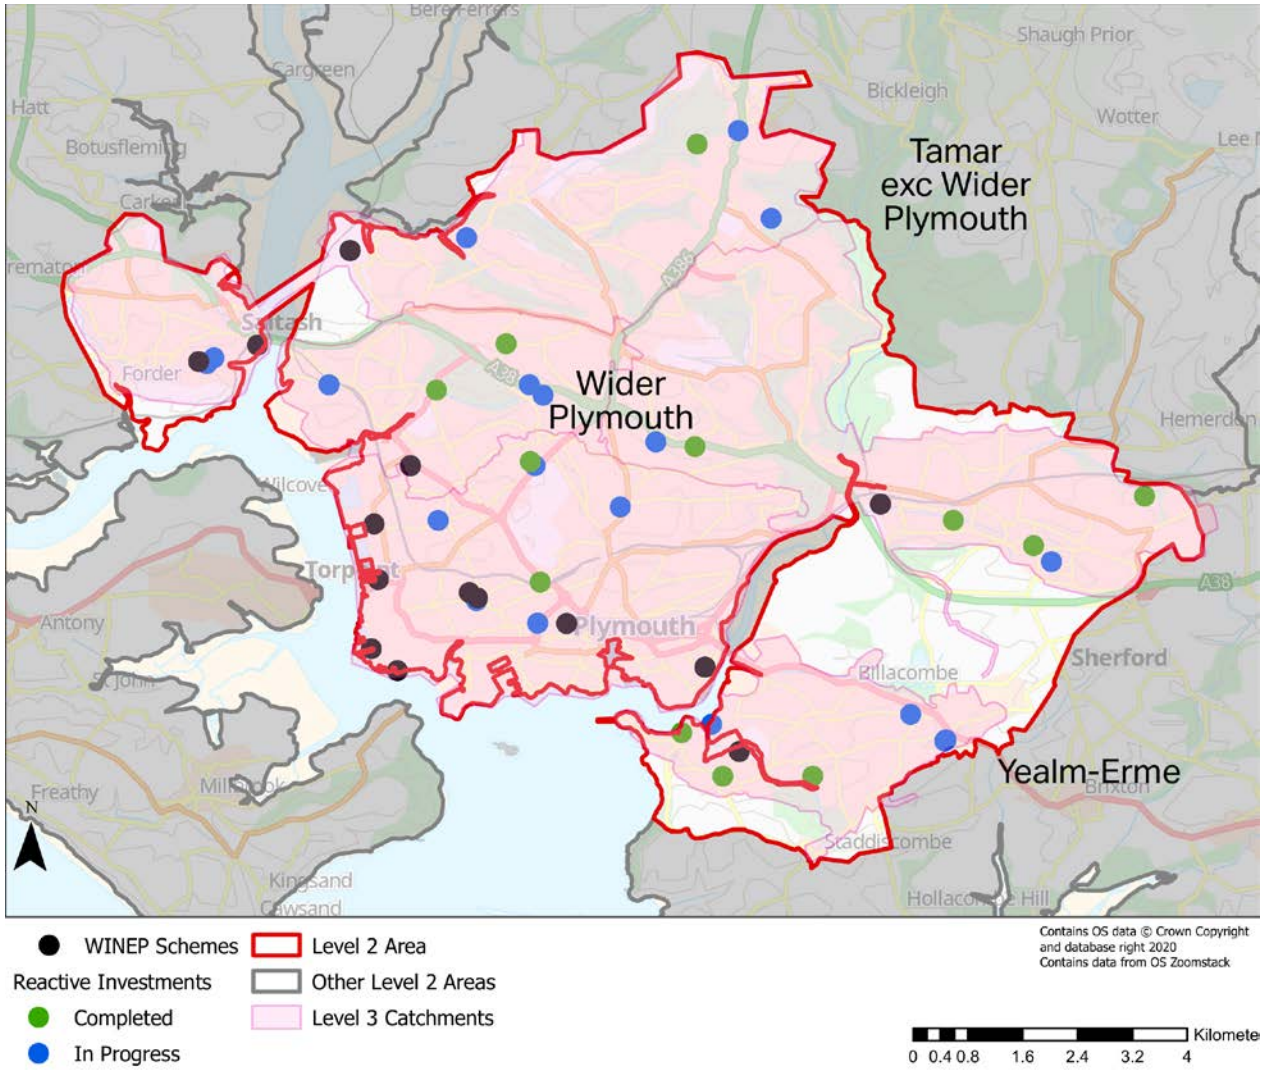 Bere Ferrers
Shaugh Prior
Cargreen
Bickleigh
Hatt
Wotter
Botusfleming
Tamar
exc Wider
Plymouth
Lee M
Carkeel
rematon
A386
Saltash
Forder
A38
Wider
Plymouth
Hemerdon
Wilcove
Torpoint
A38
Antony
Plymouth
Sherford
St John
Billacombe
Freathy
Millbrook
Yealm-Erme
Brixton
N
Staddiscombe
Kingsand
Cawsand
Hollacombe Hill
WINEP Schemes
Level 2 Area
Reactive Investments
Other Level 2 Areas
Completed
Level 3 Catchments
In Progress
Contains OS data © Crown Copyright
and database right 2020
Contains data from OS Zoomstack
Kilomete
0 0.4 0.8 1.6 2.4 3.2 4